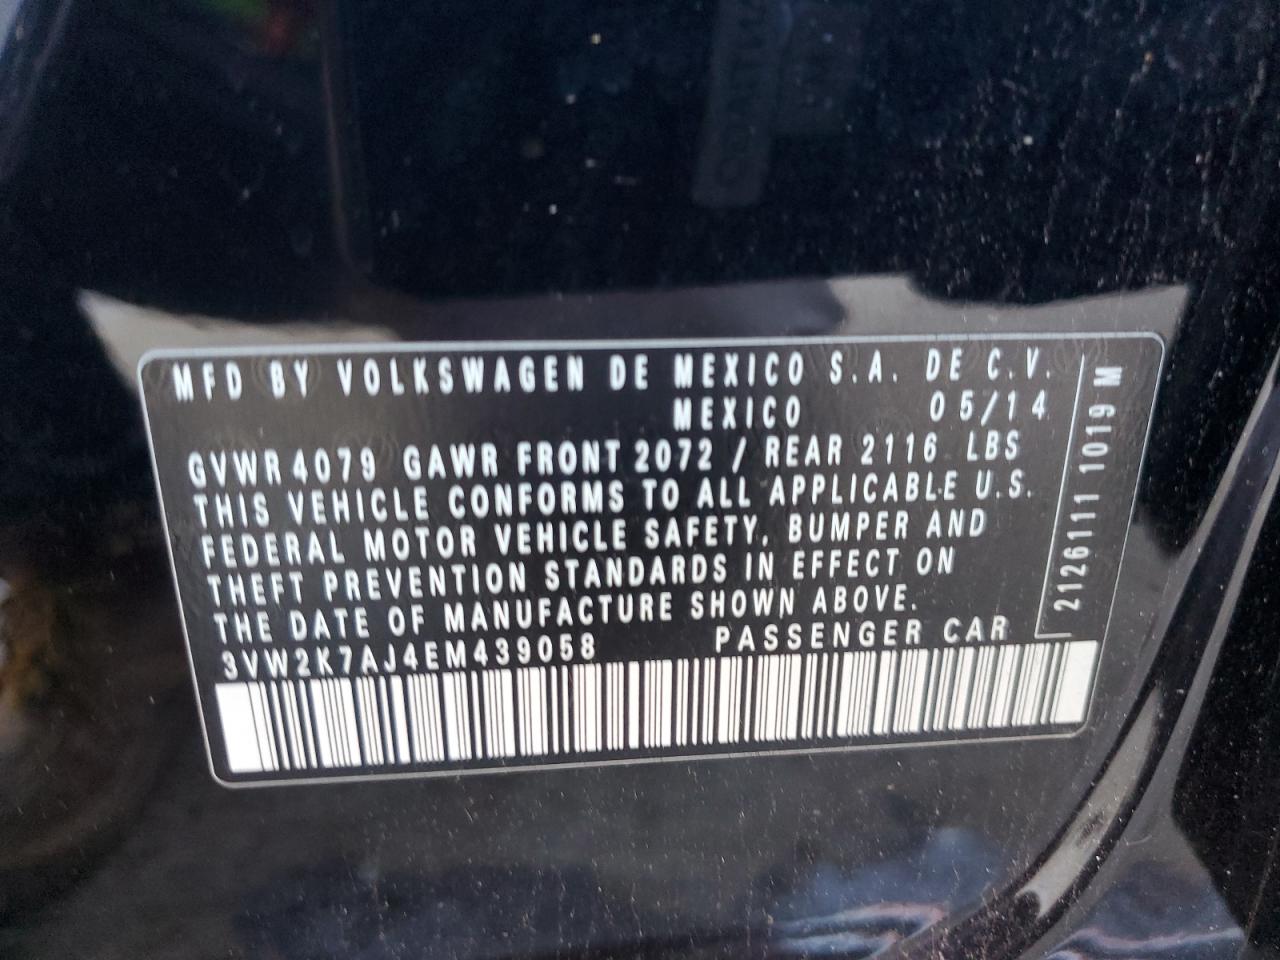 MFD BY VOLKSWAGEN DE MEXICO S.A. DE C.V.
MEXICO 05/14
GVWR 4079 GAWR FRONT 2072 / REAR 2116 LBS
THIS VEHICLE CONFORMS TO ALL APPLICABLE U.S.
FEDERAL MOTOR VEHICLE SAFETY, BUMPER AND
THEFT PREVENTION STANDARDS IN EFFECT ON
THE DATE OF MANUFACTURE SHOWN ABOVE.
3VW2K7AJ4EM439058 PASSENGER CAR
2126111 1019 M